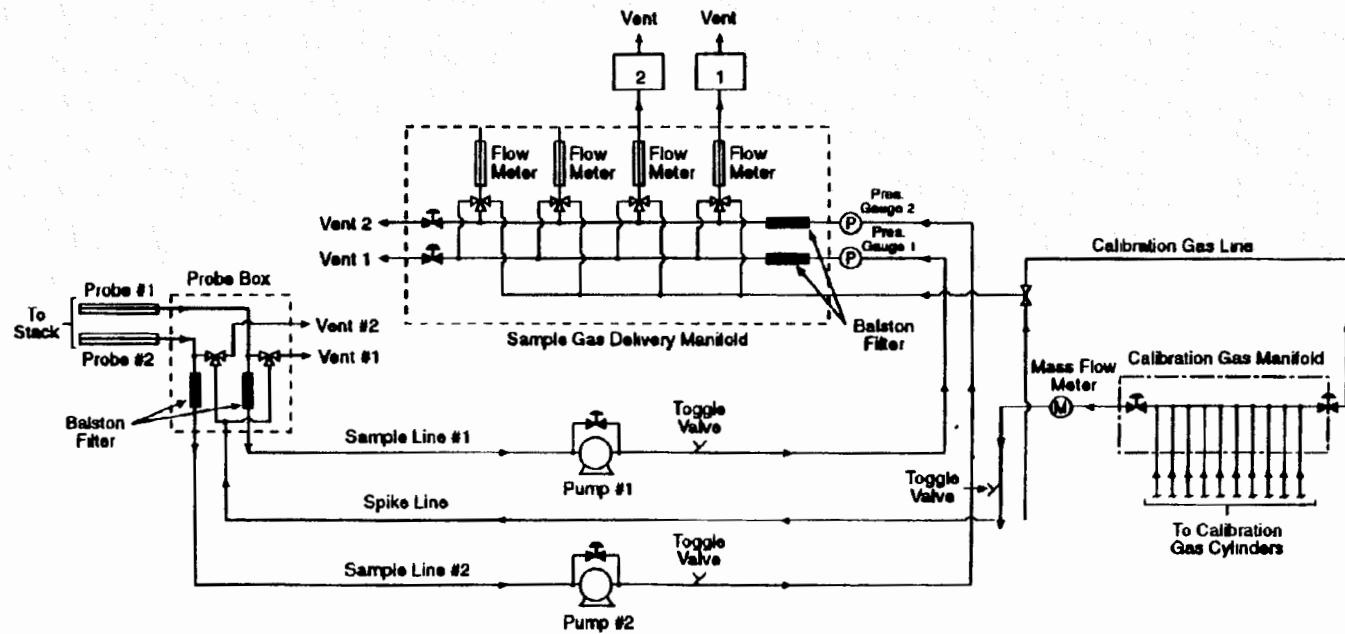 Vent
Vent
2
1
Flow
Meter
Flow
Meter
Flow
Meter
Flow
Meter
Pres.
Gauge 2
Pres.
Gauge 1
Vent 2
Vent 1
Calibration Gas Line
Probe Box
Probe #1
To
Stack
Probe #2
Vent #2
Vent #1
Sample Gas Delivery Manifold
Balston
Filter
Mass Flow
Meter
Calibration Gas Manifold
M
P
P
Balston
Filter
Sample Line #1
Toggle
Valve
Pump #1
Toggle
Valve
Spike Line
To Calibration
Gas Cylinders
Sample Line #2
Toggle
Valve
Pump #2